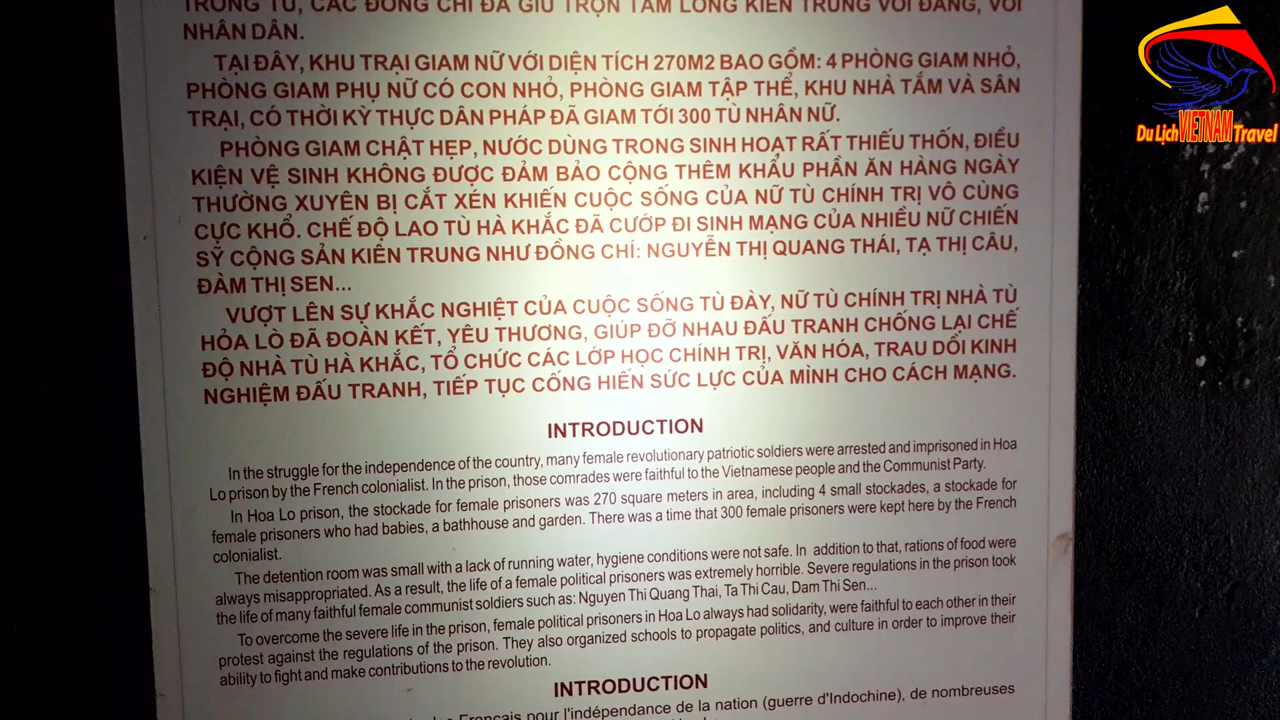 TRONG TÙ, CÁC ĐỒNG CHÍ ĐÃ GIỮ TRỌN TẤM LÒNG KIÊN TRUNG VỚI ĐẢNG, VỚI
NHÂN DÂN.
TẠI ĐÂY, KHU TRẠI GIAM NỮ VỚI DIỆN TÍCH 270M2 BAO GỒM: 4 PHÒNG GIAM NHỎ,
PHÒNG GIAM PHỤ NỮ CÓ CON NHỎ, PHÒNG GIAM TẬP THỂ, KHU NHÀ TẮM VÀ SÂN
TRẠI, CÓ THỜI KỲ THỰC DÂN PHÁP ĐÃ GIAM TỚI 300 TÙ NHÂN NỮ.
PHÒNG GIAM CHẬT HẸP, NƯỚC DÙNG TRONG SINH HOẠT RẤT THIẾU THỐN, ĐIỀU
KIỆN VỆ SINH KHÔNG ĐƯỢC ĐẢM BẢO CỘNG THÊM KHẨU PHẦN ĂN HÀNG NGÀY
THƯỜNG XUYÊN BỊ CẮT XÉN KHIẾN CUỘC SỐNG CỦA NỮ TÙ CHÍNH TRỊ VÔ CÙNG
CỰC KHỔ. CHẾ ĐỘ LAO TÙ HÀ KHẮC ĐÃ CƯỚP ĐI SINH MẠNG CỦA NHIỀU NỮ CHIẾN
SỸ CỘNG SẢN KIÊN TRUNG NHƯ ĐỒNG CHÍ: NGUYỄN THỊ QUANG THÁI, TẠ THỊ CÂU,
ĐÀM THỊ SEN...
VƯỢT LÊN SỰ KHẮC NGHIỆT CỦA CUỘC SỐNG TÙ ĐÀY, NỮ TÙ CHÍNH TRỊ NHÀ TÙ
HỎA LÒ ĐÃ ĐOÀN KẾT, YÊU THƯƠNG, GIÚP ĐỠ NHAU ĐẤU TRANH CHỐNG LẠI CHẾ
ĐỘ NHÀ TÙ HÀ KHẮC, TỔ CHỨC CÁC LỚP HỌC CHÍNH TRỊ, VĂN HÓA, TRAU DỒI KINH
NGHIỆM ĐẤU TRANH, TIẾP TỤC CỐNG HIẾN SỨC LỰC CỦA MÌNH CHO CÁCH MẠNG.
INTRODUCTION
In the struggle for the independence of the country, many female revolutionary patriotic soldiers were arrested and imprisoned in Hoa
Lo prison by the French colonialist. In the prison, those comrades were faithful to the Vietnamese people and the Communist Party.
In Hoa Lo prison, the stockade for female prisoners was 270 square meters in area, including 4 small stockades, a stockade for
female prisoners who had babies, a bathhouse and garden. There was a time that 300 female prisoners were kept here by the French
colonialist.
The detention room was small with a lack of running water, hygiene conditions were not safe. In addition to that, rations of food were
always misappropriated. As a result, the life of a female political prisoners was extremely horrible. Severe regulations in the prison took
the life of many faithful female communist soldiers such as: Nguyen Thi Quang Thai, Ta Thi Cau, Dam Thi Sen...
To overcome the severe life in the prison, female political prisoners in Hoa Lo always had solidarity, were faithful to each other in their
protest against the regulations of the prison. They also organized schools to propagate politics, and culture in order to improve their
ability to fight and make contributions to the revolution.
INTRODUCTION
Français pour l'indépendance de la nation (guerre d'Indochine), de nombreuses
Du Lịch VIETNAM Travel